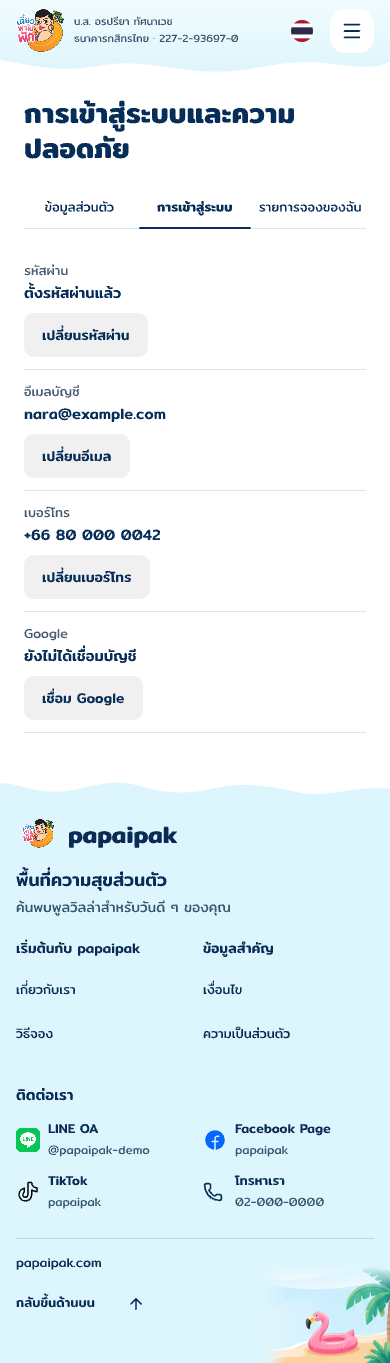 น.ส. อรปรียา ทัศนาเวช
ธนาคารกสิกรไทย · 227-2-93697-0
การเข้าสู่ระบบและความ
ปลอดภัย
ข้อมูลส่วนตัว
การเข้าสู่ระบบ
รายการจองของฉัน
รหัสผ่าน
ตั้งรหัสผ่านแล้ว
เปลี่ยนรหัสผ่าน
อีเมลบัญชี
nara@example.com
เปลี่ยนอีเมล
เบอร์โทร
+66 80 000 0042
เปลี่ยนเบอร์โทร
Google
ยังไม่ได้เชื่อมบัญชี
เชื่อม Google
papaipak
พื้นที่ความสุขส่วนตัว
ค้นพบพูลวิลล่าสำหรับวันดี ๆ ของคุณ
เริ่มต้นกับ papaipak
เกี่ยวกับเรา
วิธีจอง
ข้อมูลสำคัญ
เงื่อนไข
ความเป็นส่วนตัว
ติดต่อเรา
LINE OA
@papaipak-demo
Facebook Page
papaipak
TikTok
papaipak
โทรหาเรา
02-000-0000
papaipak.com
กลับขึ้นด้านบน